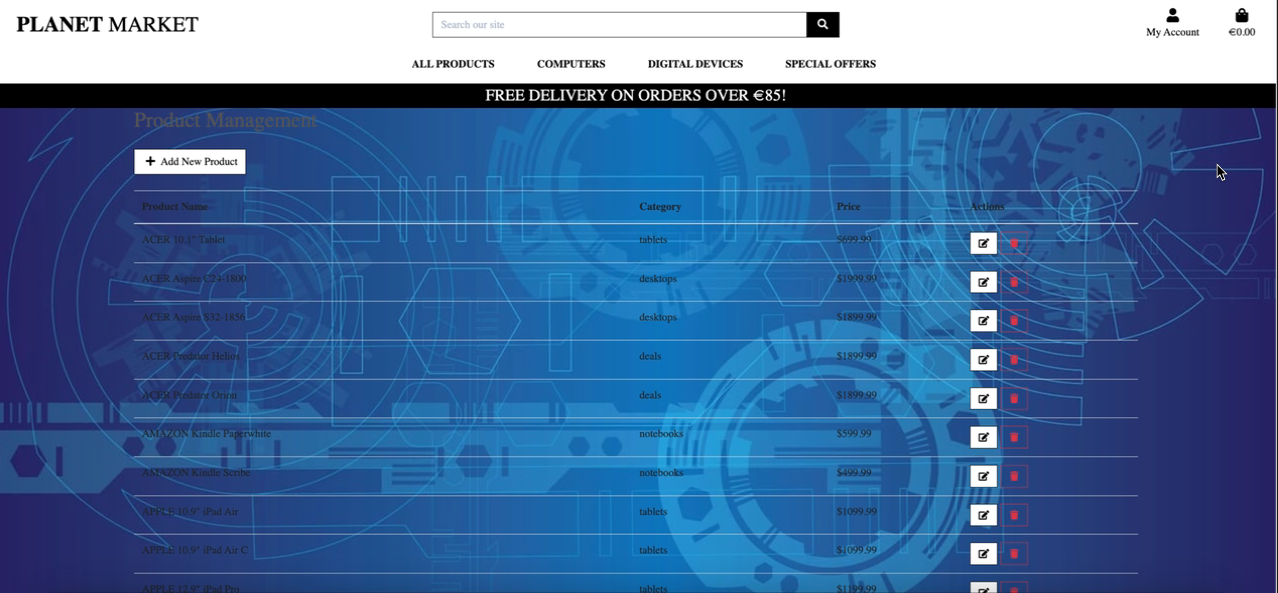 PLANET MARKET
Search our site
My Account
€0.00
ALL PRODUCTS COMPUTERS DIGITAL DEVICES SPECIAL OFFERS
FREE DELIVERY ON ORDERS OVER €85!
Product Management
Add New Product
Product Name Category Price Actions
ACER 10.1" Tablet tablets $699.99
ACER Aspire C24-1800 desktops $1999.99
ACER Aspire S32-1856 desktops $1899.99
ACER Predator Helios deals $1899.99
ACER Predator Orion deals $1899.99
AMAZON Kindle Paperwhite notebooks $599.99
AMAZON Kindle Scribe notebooks $499.99
APPLE 10.9" iPad Air tablets $1099.99
APPLE 10.9" iPad Air C tablets $1099.99
APPLE 12.9" iPad Pro tablets $1199.99